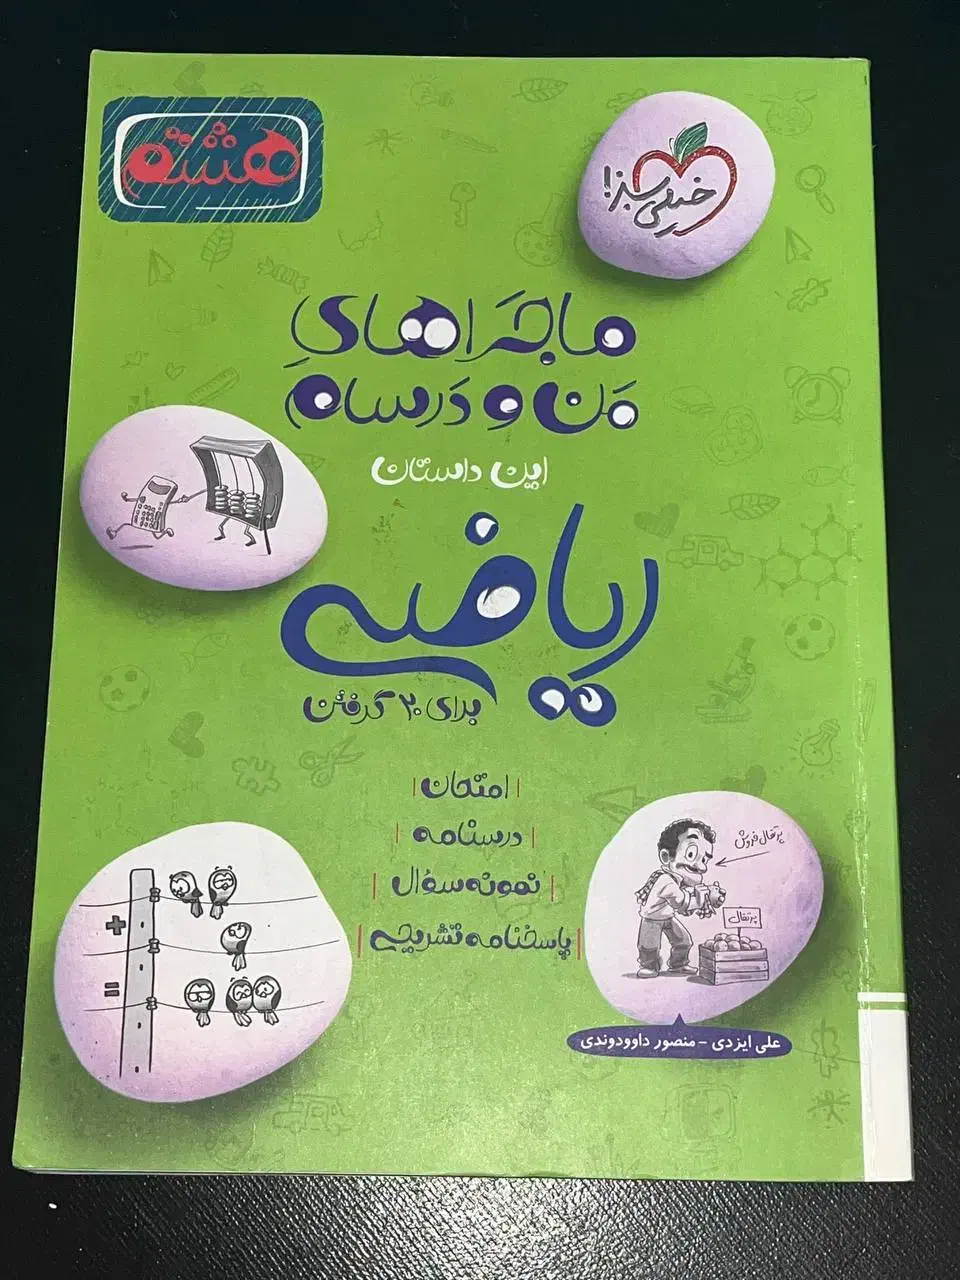 هشتم
خیلی سبز!
ماجراهای
من و درسام
این داستان
ریاضی
برای ۲۰ گرفتن
| امتحان |
| درسنامه |
| نمونه سؤال |
| پاسخنامه تشریحی |
پرتقال فروش
پرتقال
+
=
علی ایزدی - منصور داوودوندی